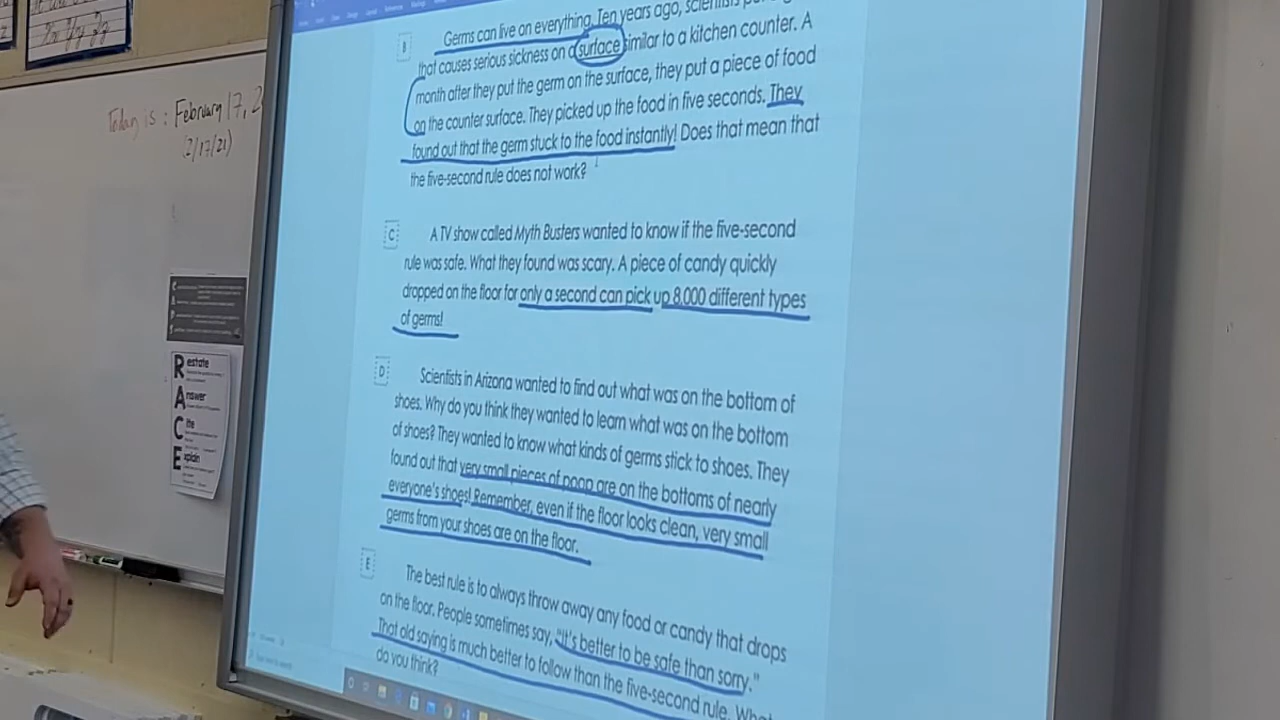 Today is : February 17, 2
(2/17/21)
B
Germs can live on everything. Ten years ago, scientists
that causes serious sickness on a surface similar to a kitchen counter. A
month after they put the germ on the surface, they put a piece of food
on the counter surface. They picked up the food in five seconds. They
found out that the germ stuck to the food instantly! Does that mean that
the five-second rule does not work?
C
A TV show called Myth Busters wanted to know if the five-second
rule was safe. What they found was scary. A piece of candy quickly
dropped on the floor for only a second can pick up 8,000 different types
of germs!
D
Scientists in Arizona wanted to find out what was on the bottom of
shoes. Why do you think they wanted to learn what was on the bottom
of shoes? They wanted to know what kinds of germs stick to shoes. They
found out that very small pieces of poop are on the bottoms of nearly
everyone's shoes! Remember, even if the floor looks clean, very small
germs from your shoes are on the floor.
E
The best rule is to always throw away any food or candy that drops
on the floor. People sometimes say, "It's better to be safe than sorry."
That old saying is much better to follow than the five-second rule. What
do you think?
Restate
Answer
Cite
Explain